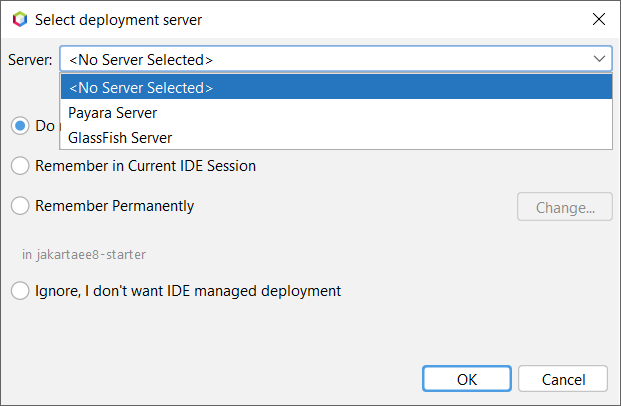 Select deployment server
Server: <No Server Selected>
<No Server Selected>
Payara Server
GlassFish Server
Do
Remember in Current IDE Session
Remember Permanently
Change...
in jakartaee8-starter
Ignore, I don't want IDE managed deployment
OK
Cancel